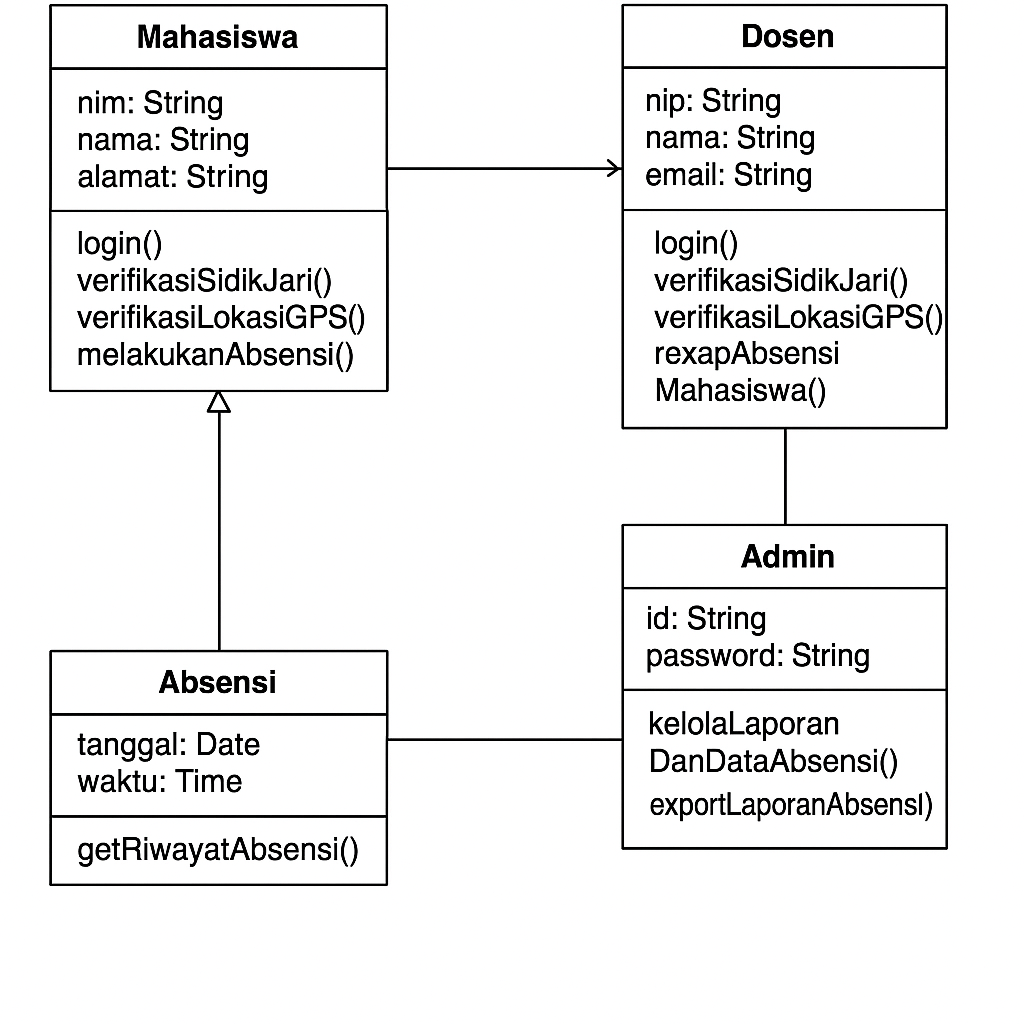 Mahasiswa
nim: String
nama: String
alamat: String
login()
verifikasiSidikJari()
verifikasiLokasiGPS()
melakukanAbsensi()
Dosen
nip: String
nama: String
email: String
login()
verifikasiSidikJari()
verifikasiLokasiGPS()
rexapAbsensi
Mahasiswa()
Absensi
tanggal: Date
waktu: Time
getRiwayatAbsensi()
Admin
id: String
password: String
kelolaLaporan
DanDataAbsensi()
exportLaporanAbsensI)